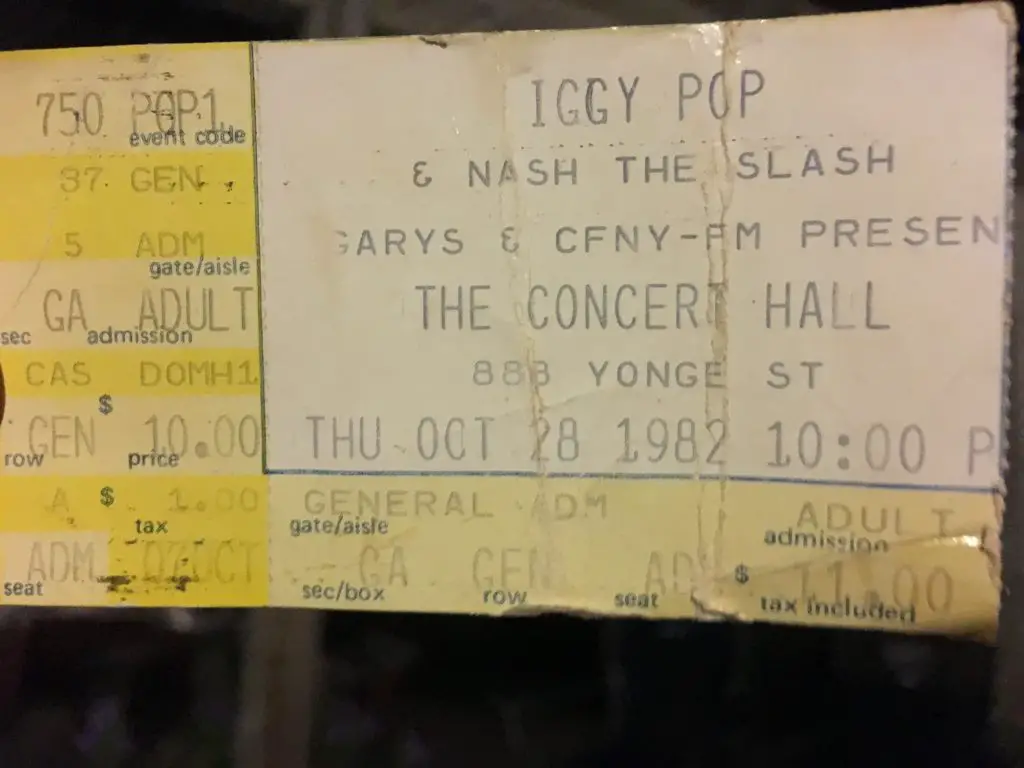 750 POP1
event code
37 GEN
5 ADM
gate/aisle
GA ADULT
sec admission
CAS DOMH1
$
GEN 10.00
row price
A $ 1.00
tax
ADM 07OCT
seat
IGGY POP
& NASH THE SLASH
GARYS & CFNY-FM PRESEN
THE CONCERT HALL
888 YONGE ST
THU OCT 28 1982 10:00 P
GENERAL ADM ADULT
gate/aisle admission
GA GEN AD $ 11.00
sec/box row seat tax included